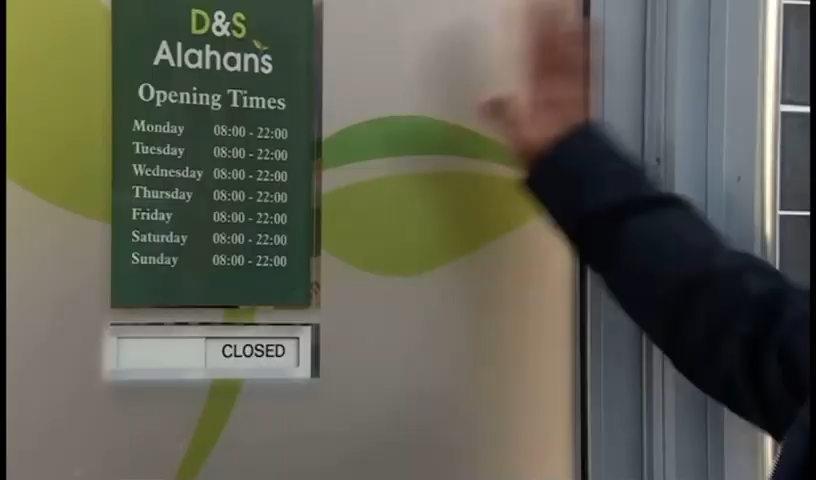 D&S
Alahan's
Opening Times
Monday 08:00 - 22:00
Tuesday 08:00 - 22:00
Wednesday 08:00 - 22:00
Thursday 08:00 - 22:00
Friday 08:00 - 22:00
Saturday 08:00 - 22:00
Sunday 08:00 - 22:00
CLOSED